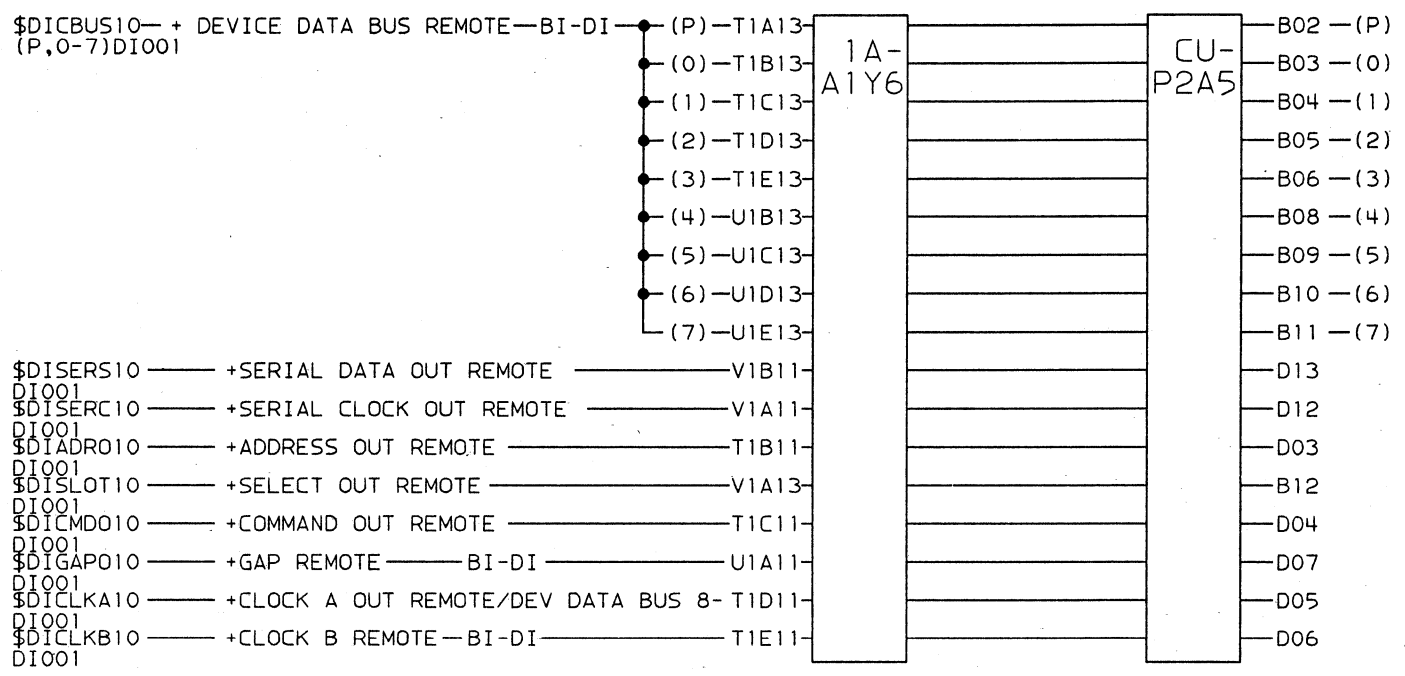 $DICBUS10— + DEVICE DATA BUS REMOTE—BI-DI—(P)—T1A13 1A-A1Y6 CU-P2A5 B02 —(P)
(P,0-7)DI001
(0)—T1B13 B03 —(0)
(1)—T1C13 B04 —(1)
(2)—T1D13 B05 —(2)
(3)—T1E13 B06 —(3)
(4)—U1B13 B08 —(4)
(5)—U1C13 B09 —(5)
(6)—U1D13 B10 —(6)
(7)—U1E13 B11 —(7)
$DISERS10 —— +SERIAL DATA OUT REMOTE ——V1B11 D13
DI001
$DISERC10 —— +SERIAL CLOCK OUT REMOTE ——V1A11 D12
DI001
$DIADRO10 —— +ADDRESS OUT REMOTE ——T1B11 D03
DI001
$DISLOT10 —— +SELECT OUT REMOTE ——V1A13 B12
DI001
$DICMDO10 —— +COMMAND OUT REMOTE ——T1C11 D04
DI001
$DIGAPO10 —— +GAP REMOTE——BI-DI —— U1A11 D07
DI001
$DICLKA10 —— +CLOCK A OUT REMOTE/DEV DATA BUS 8- T1D11 D05
DI001
$DICLKB10 —— +CLOCK B REMOTE—BI-DI—— T1E11 D06
DI001